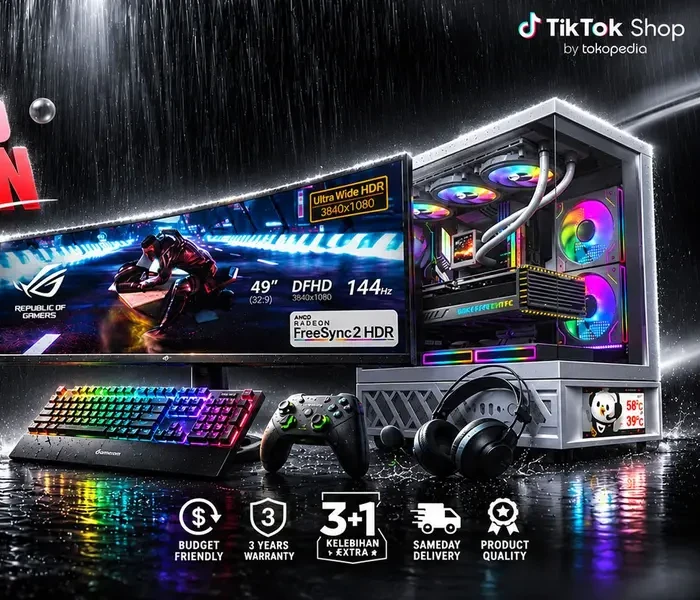 TikTok Shop
by tokopedia
N
Ultra Wide HDR
3840x1080
REPUBLIC OF
GAMERS
49"
(32:9)
DFHD
3840x1080
144Hz
RADEON
FreeSync2 HDR
58°C
39°C
Gameon
$
BUDGET
FRIENDLY
3
3 YEARS
WARRANTY
3+1
KELEBIHAN
EXTRA
SAMEDAY
DELIVERY
PRODUCT
QUALITY